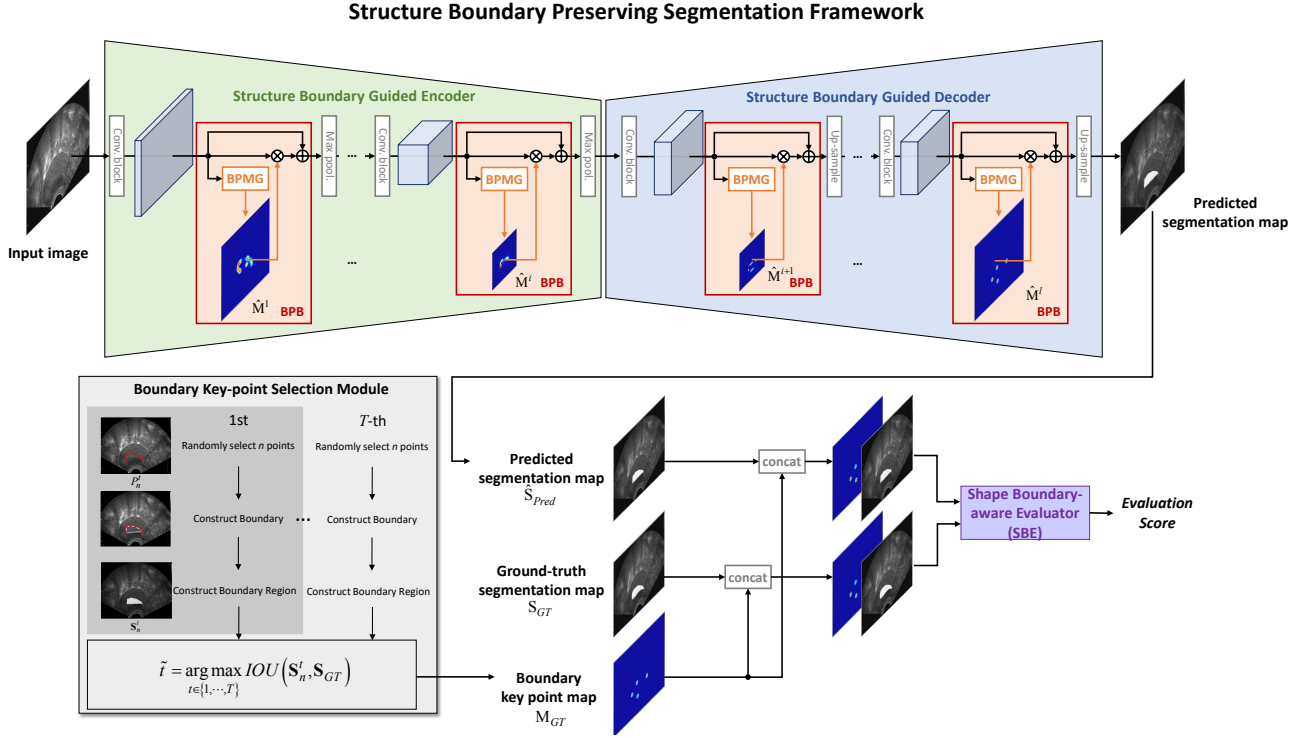 Structure Boundary Preserving Segmentation Framework
Structure Boundary Guided Encoder
Structure Boundary Guided Decoder
Input image
Conv. block
BPMG
M̂¹
BPB
Max pool.
...
...
Conv. block
BPMG
M̂ⁱ
BPB
Max pool.
Conv. block
BPMG
M̂ⁱ⁺¹
BPB
Up-sample
...
...
Conv. block
BPMG
M̂ˡ
BPB
Up-sample
Predicted
segmentation map
Boundary Key-point Selection Module
1st
T-th
Randomly select n points
Randomly select n points
Pₙᵗ
Construct Boundary
...
Construct Boundary
Construct Boundary Region
Construct Boundary Region
Sₙᵗ
t̃ = arg max IOU(Sₙᵗ, S_GT)
t∈{1,⋯,T}
Predicted
segmentation map
Ŝ_Pred
concat
Ground-truth
segmentation map
S_GT
concat
Boundary
key point map
M_GT
Shape Boundary-
aware Evaluator
(SBE)
Evaluation
Score